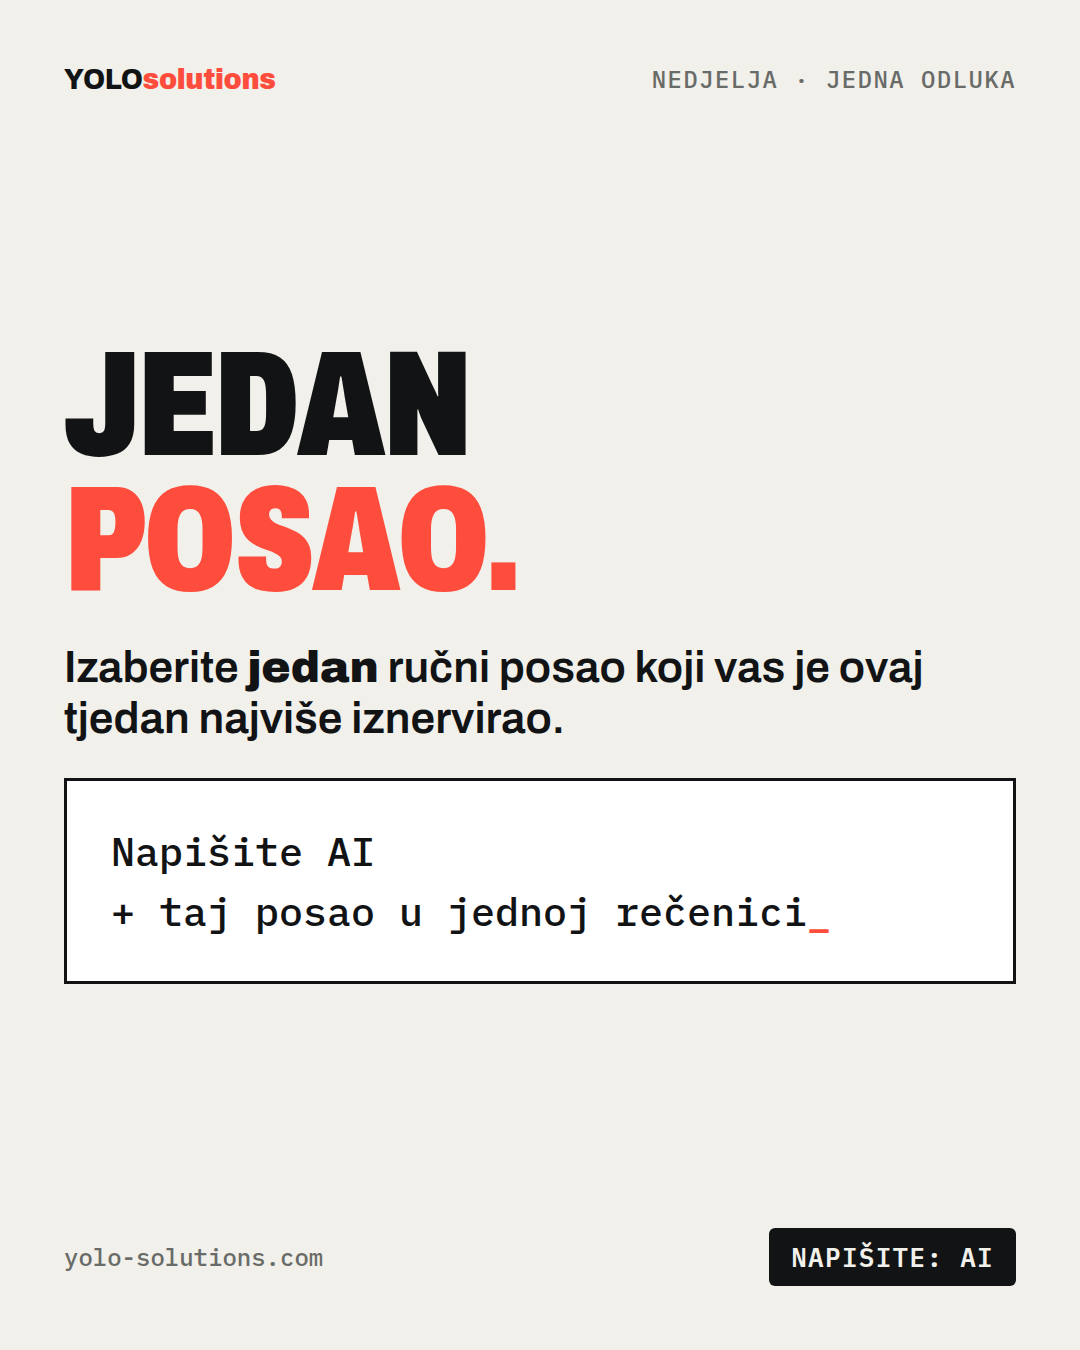 YOLOsolutions
NEDJELJA · JEDNA ODLUKA
JEDAN
POSAO.
Izaberite jedan ručni posao koji vas je ovaj
tjedan najviše iznervirao.
Napišite AI
+ taj posao u jednoj rečenici_
yolo-solutions.com
NAPIŠITE: AI